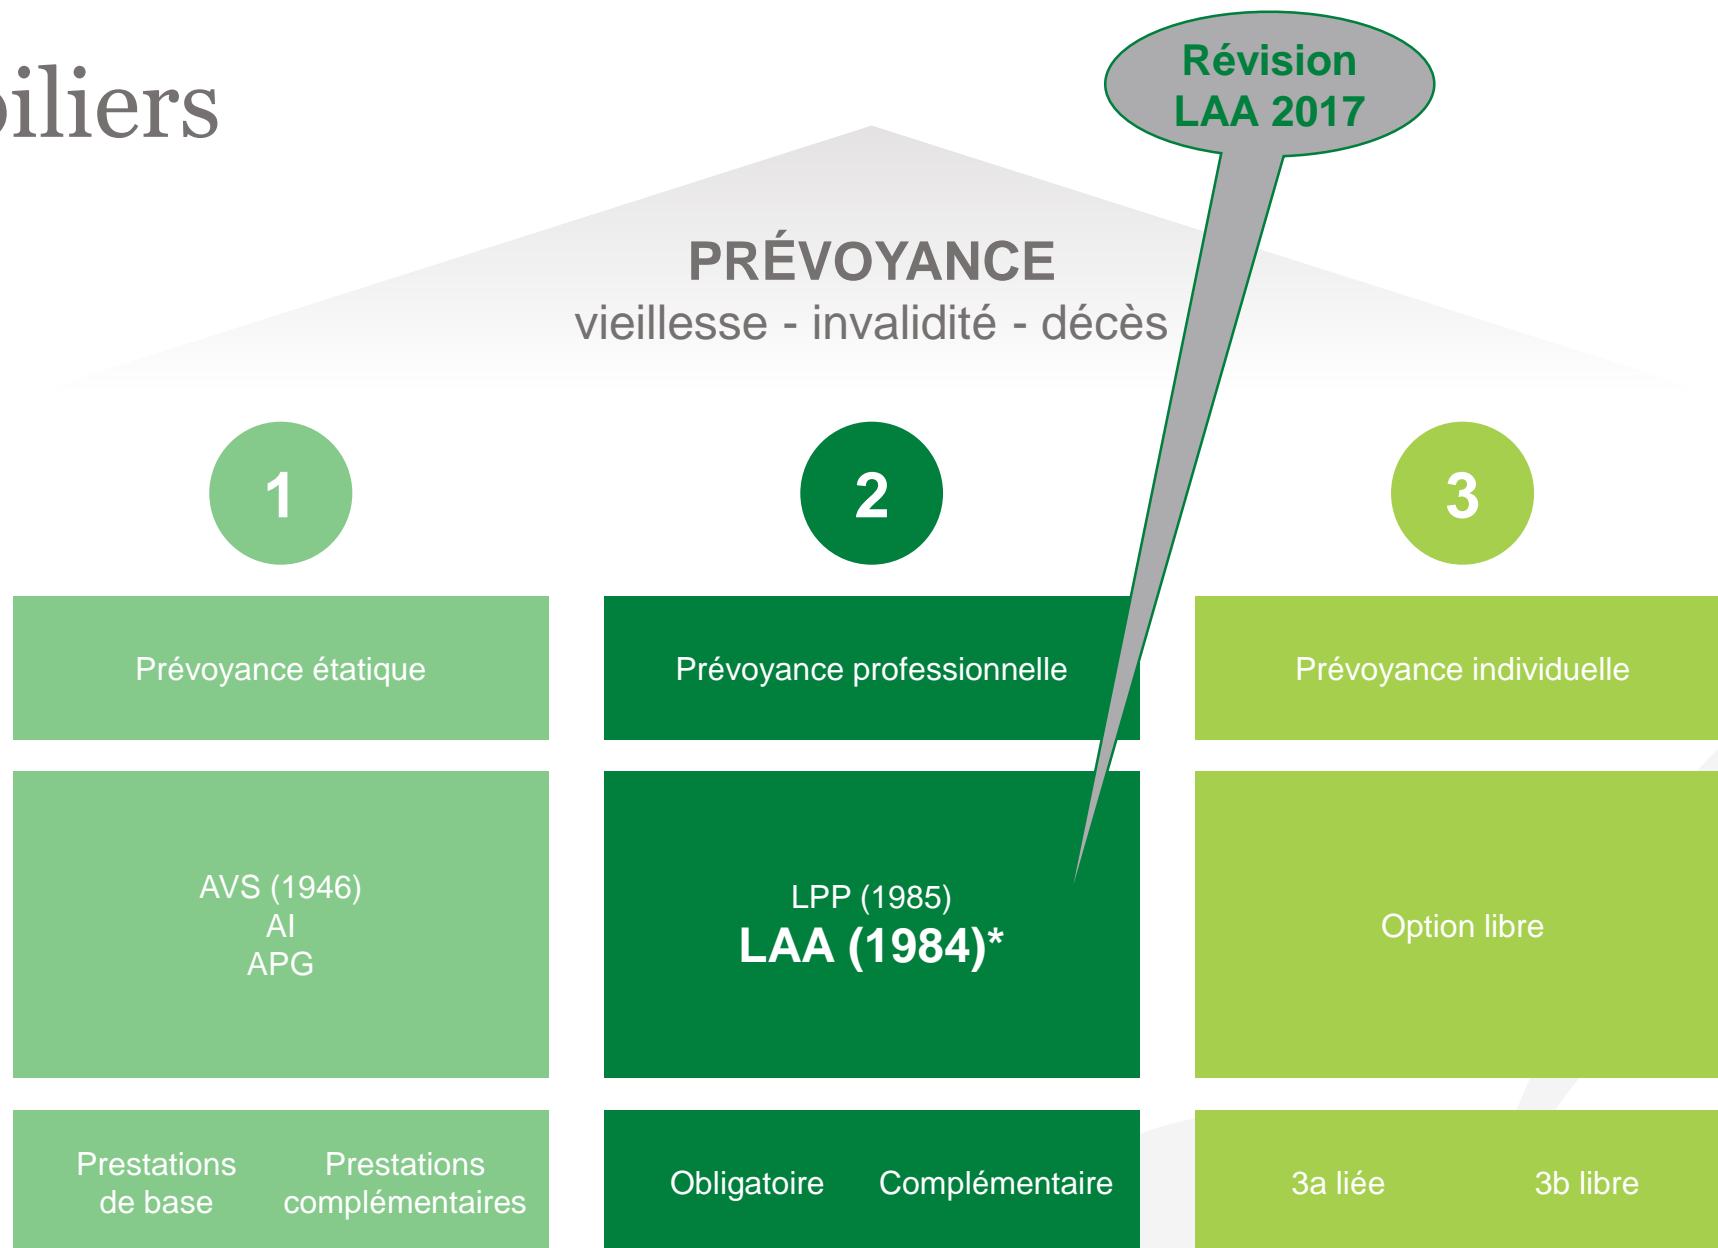 Révision
LAA 2017
PRÉVOYANCE
vieillesse - invalidité - décès
1
2
3
Prévoyance étatique
Prévoyance professionnelle
Prévoyance individuelle
AVS (1946)
AI
APG
LPP (1985)
LAA (1984)*
Option libre
Prestations
de base
Prestations
complémentaires
Obligatoire
Complémentaire
3a liée
3b libre